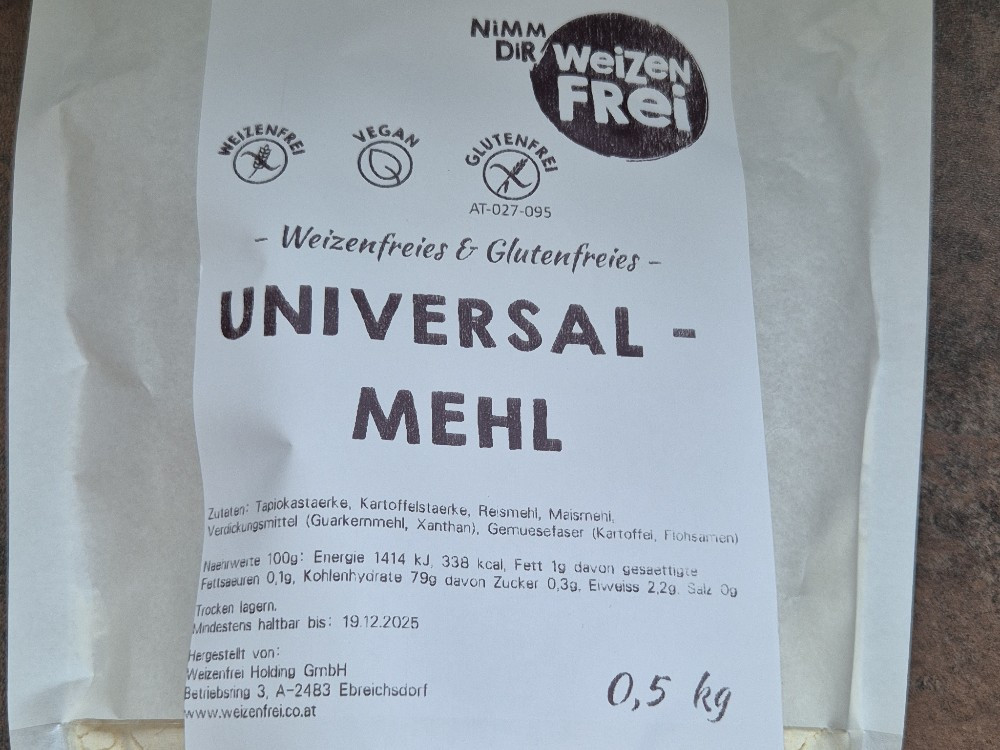 NiMM
DiR
WeiZeN
FRei
WEIZENFREI
VEGAN
GLUTENFREI
AT-027-095
- Weizenfreies & Glutenfreies -
UNIVERSAL -
MEHL
Zutaten: Tapiokastaerke, Kartoffelstaerke, Reismehl, Maismehl,
Verdickungsmittel (Guarkernmehl, Xanthan), Gemuesefaser (Kartoffel, Flohsamen)
Naehrwerte 100g: Energie 1414 kJ, 338 kcal, Fett 1g davon gesaettigte
Fettsaeuren 0,1g, Kohlenhydrate 79g davon Zucker 0,3g, Eiweiss 2,2g, Salz 0g
Trocken lagern.
Mindestens haltbar bis: 19.12.2025
Hergestellt von:
Weizenfrei Holding GmbH
Betriebsring 3, A-2483 Ebreichsdorf
www.weizenfrei.co.at
0,5 kg